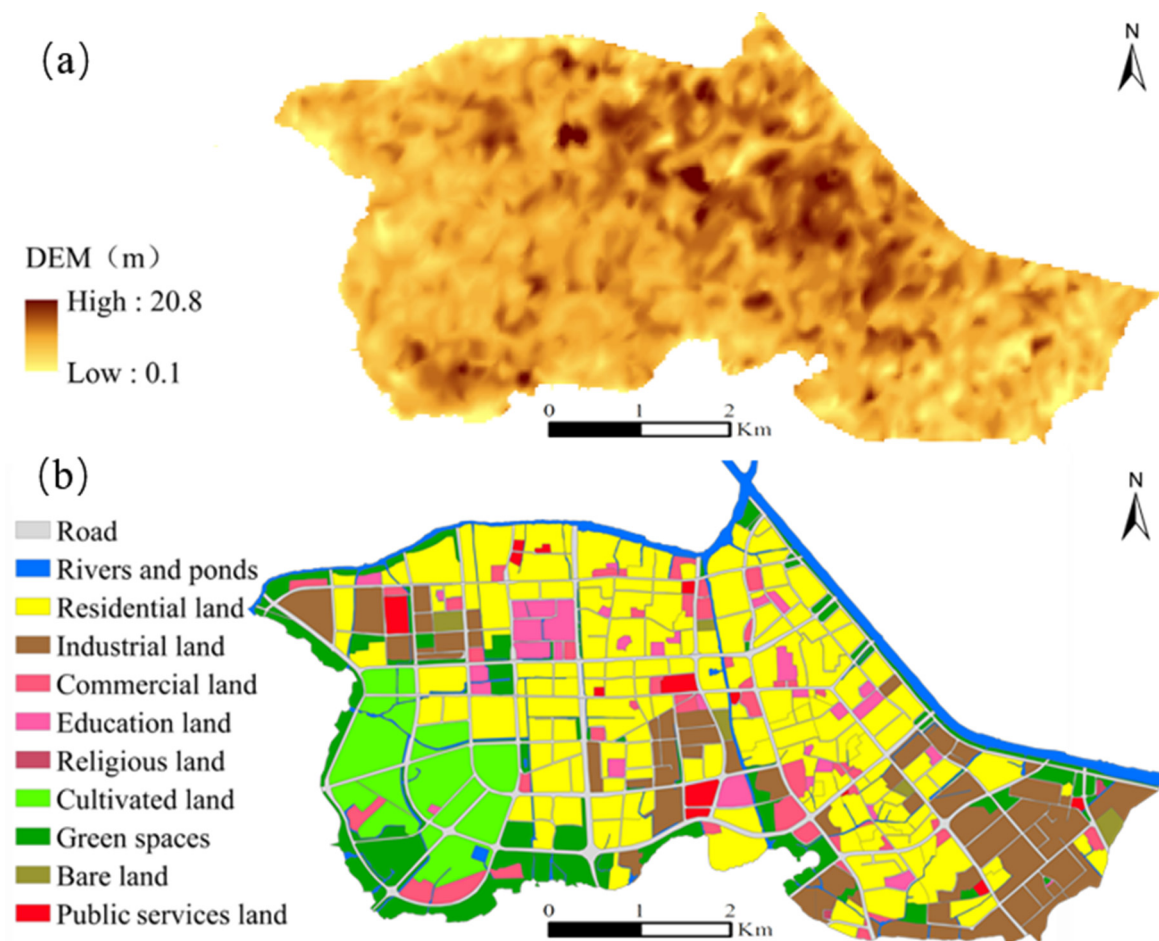 (a)
N
DEM（m）
High : 20.8
Low : 0.1
0 1 2
Km
(b)
N
Road
Rivers and ponds
Residential land
Industrial land
Commercial land
Education land
Religious land
Cultivated land
Green spaces
Bare land
Public services land
0 1 2
Km